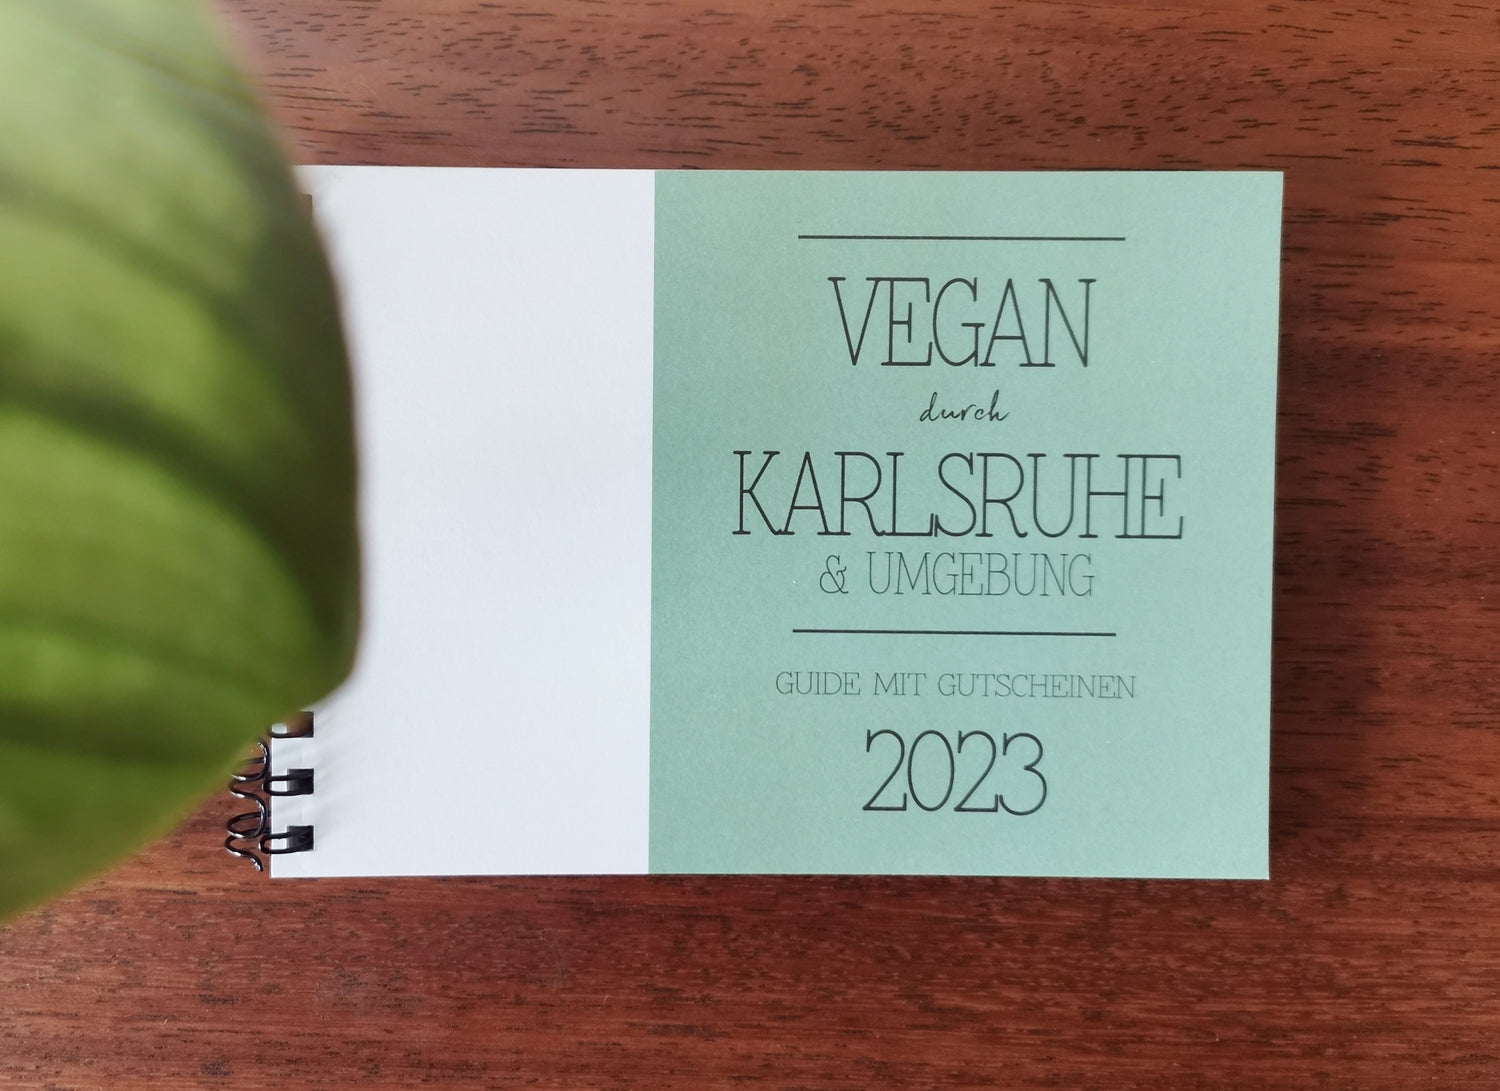 VEGAN
durch
KARLSRUHE
& UMGEBUNG
GUIDE MIT GUTSCHEINEN
2023